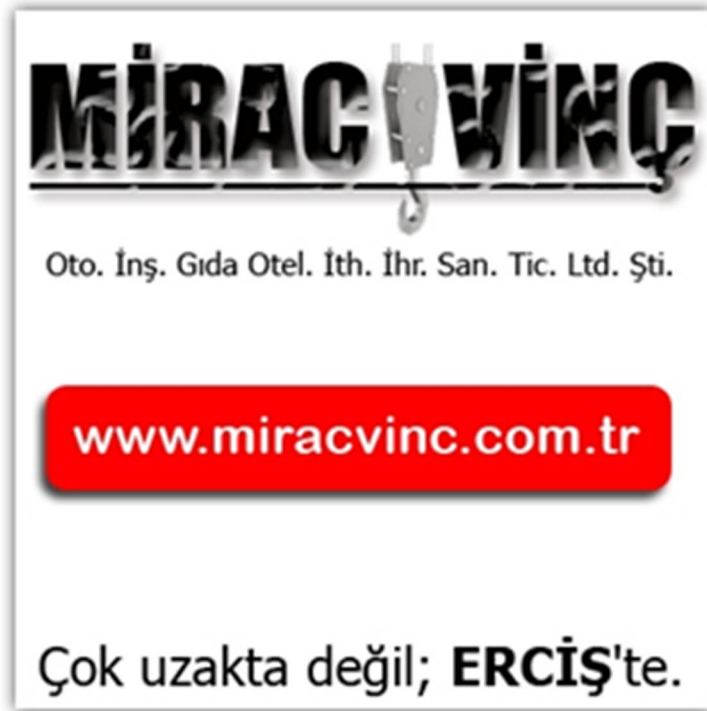 MİRAC VİNÇ
Oto. İnş. Gıda Otel. İth. İhr. San. Tic. Ltd. Şti.
www.miracvinc.com.tr
Çok uzakta değil; ERCİŞ'te.